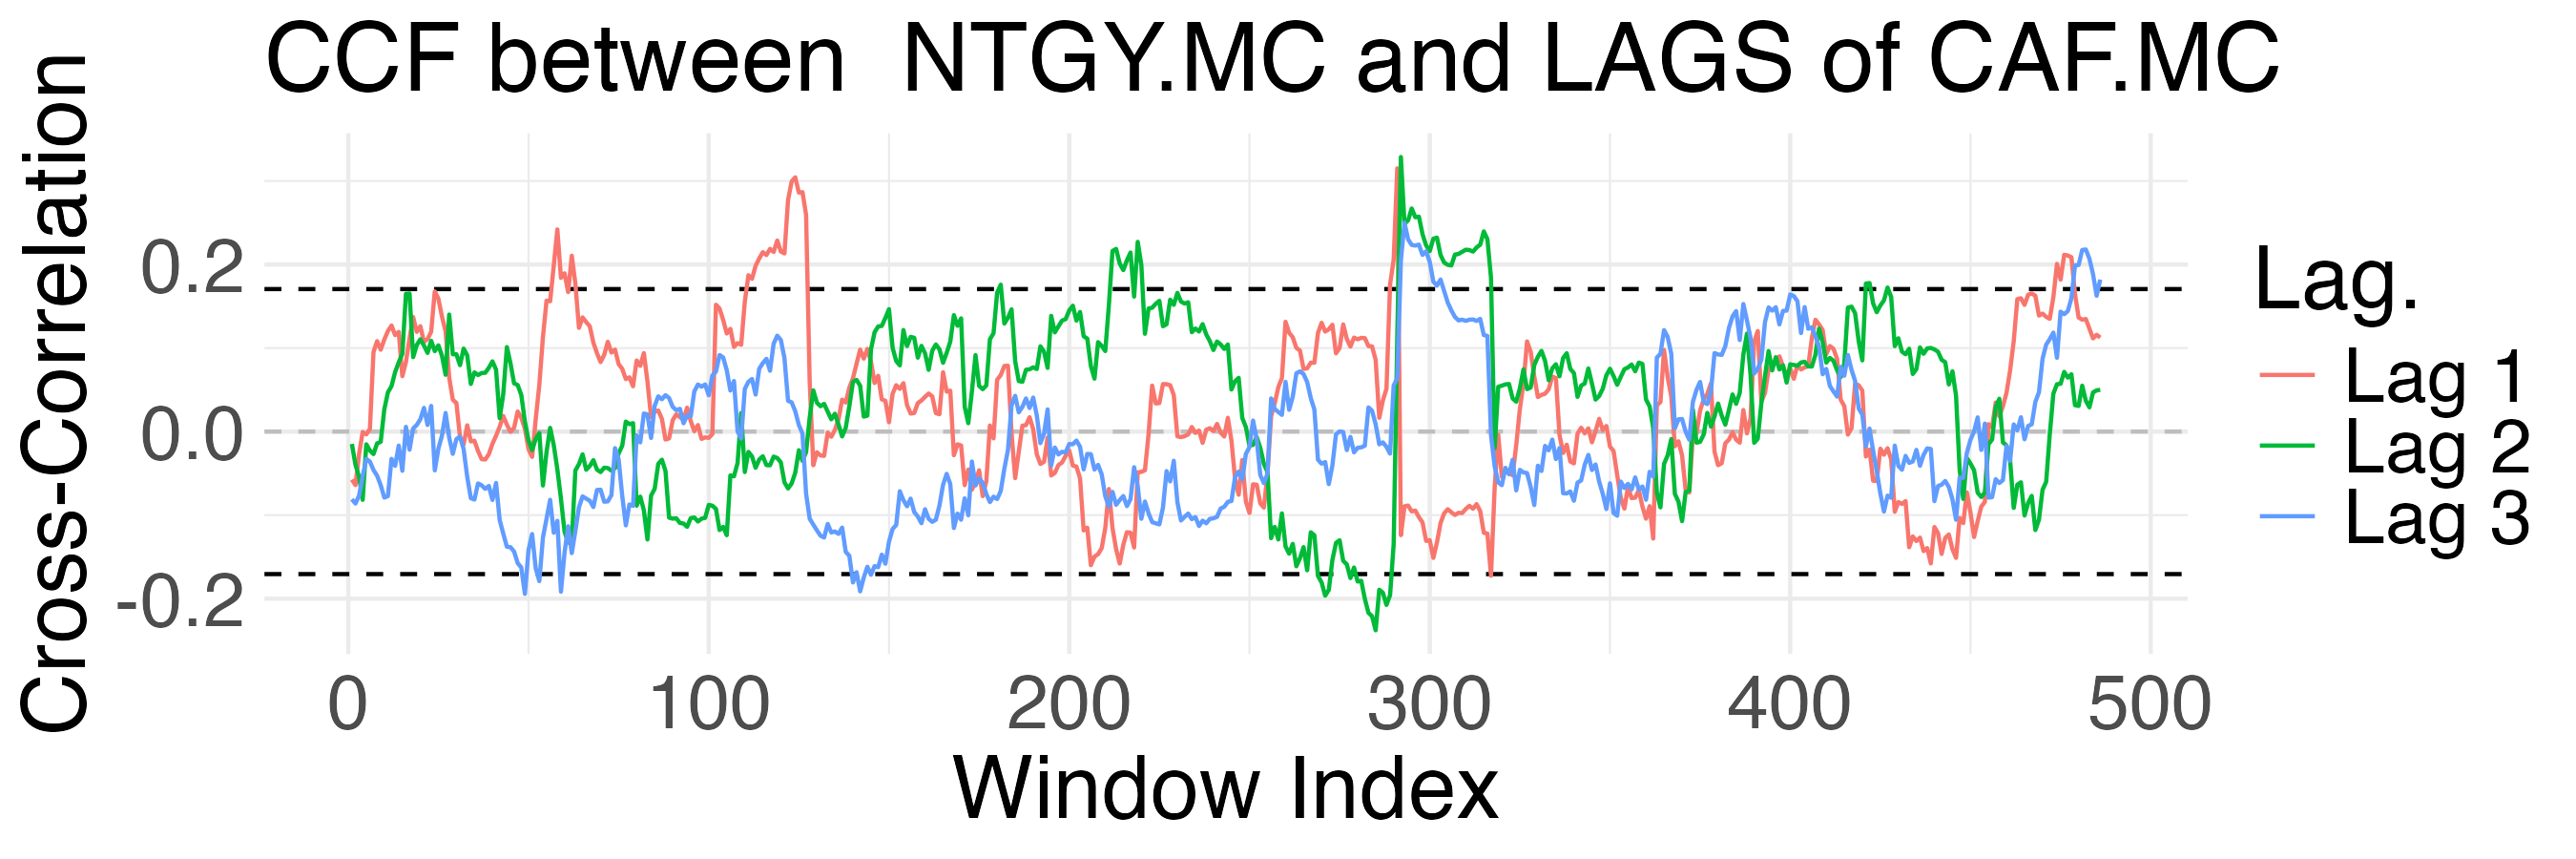 CCF between  NTGY.MC and LAGS of CAF.MC
Cross-Correlation
0.2
0.0
-0.2
0
100
200
300
400
500
Window Index
Lag.
Lag 1
Lag 2
Lag 3